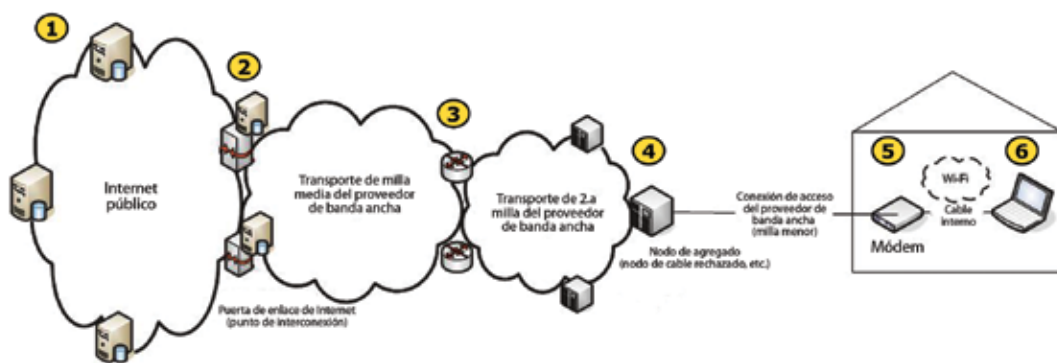 1
2
3
4
5
6
Internet
público
Puerta de enlace de Internet
(punto de interconexión)
Transporte de milla
media del proveedor
de banda ancha
Transporte de 2.a
milla del proveedor
de banda ancha
Nodo de agregado
(nodo de cable rechazado, etc.)
Conexión de acceso
del proveedor de
banda ancha
(milla menor)
Wi-Fi
Cable
interno
Módem